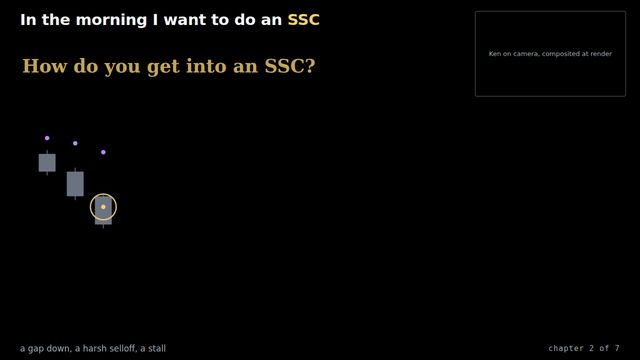 In the morning I want to do an SSC
How do you get into an SSC?
Ken on camera, composited at render
a gap down, a harsh selloff, a stall
chapter 2 of 7